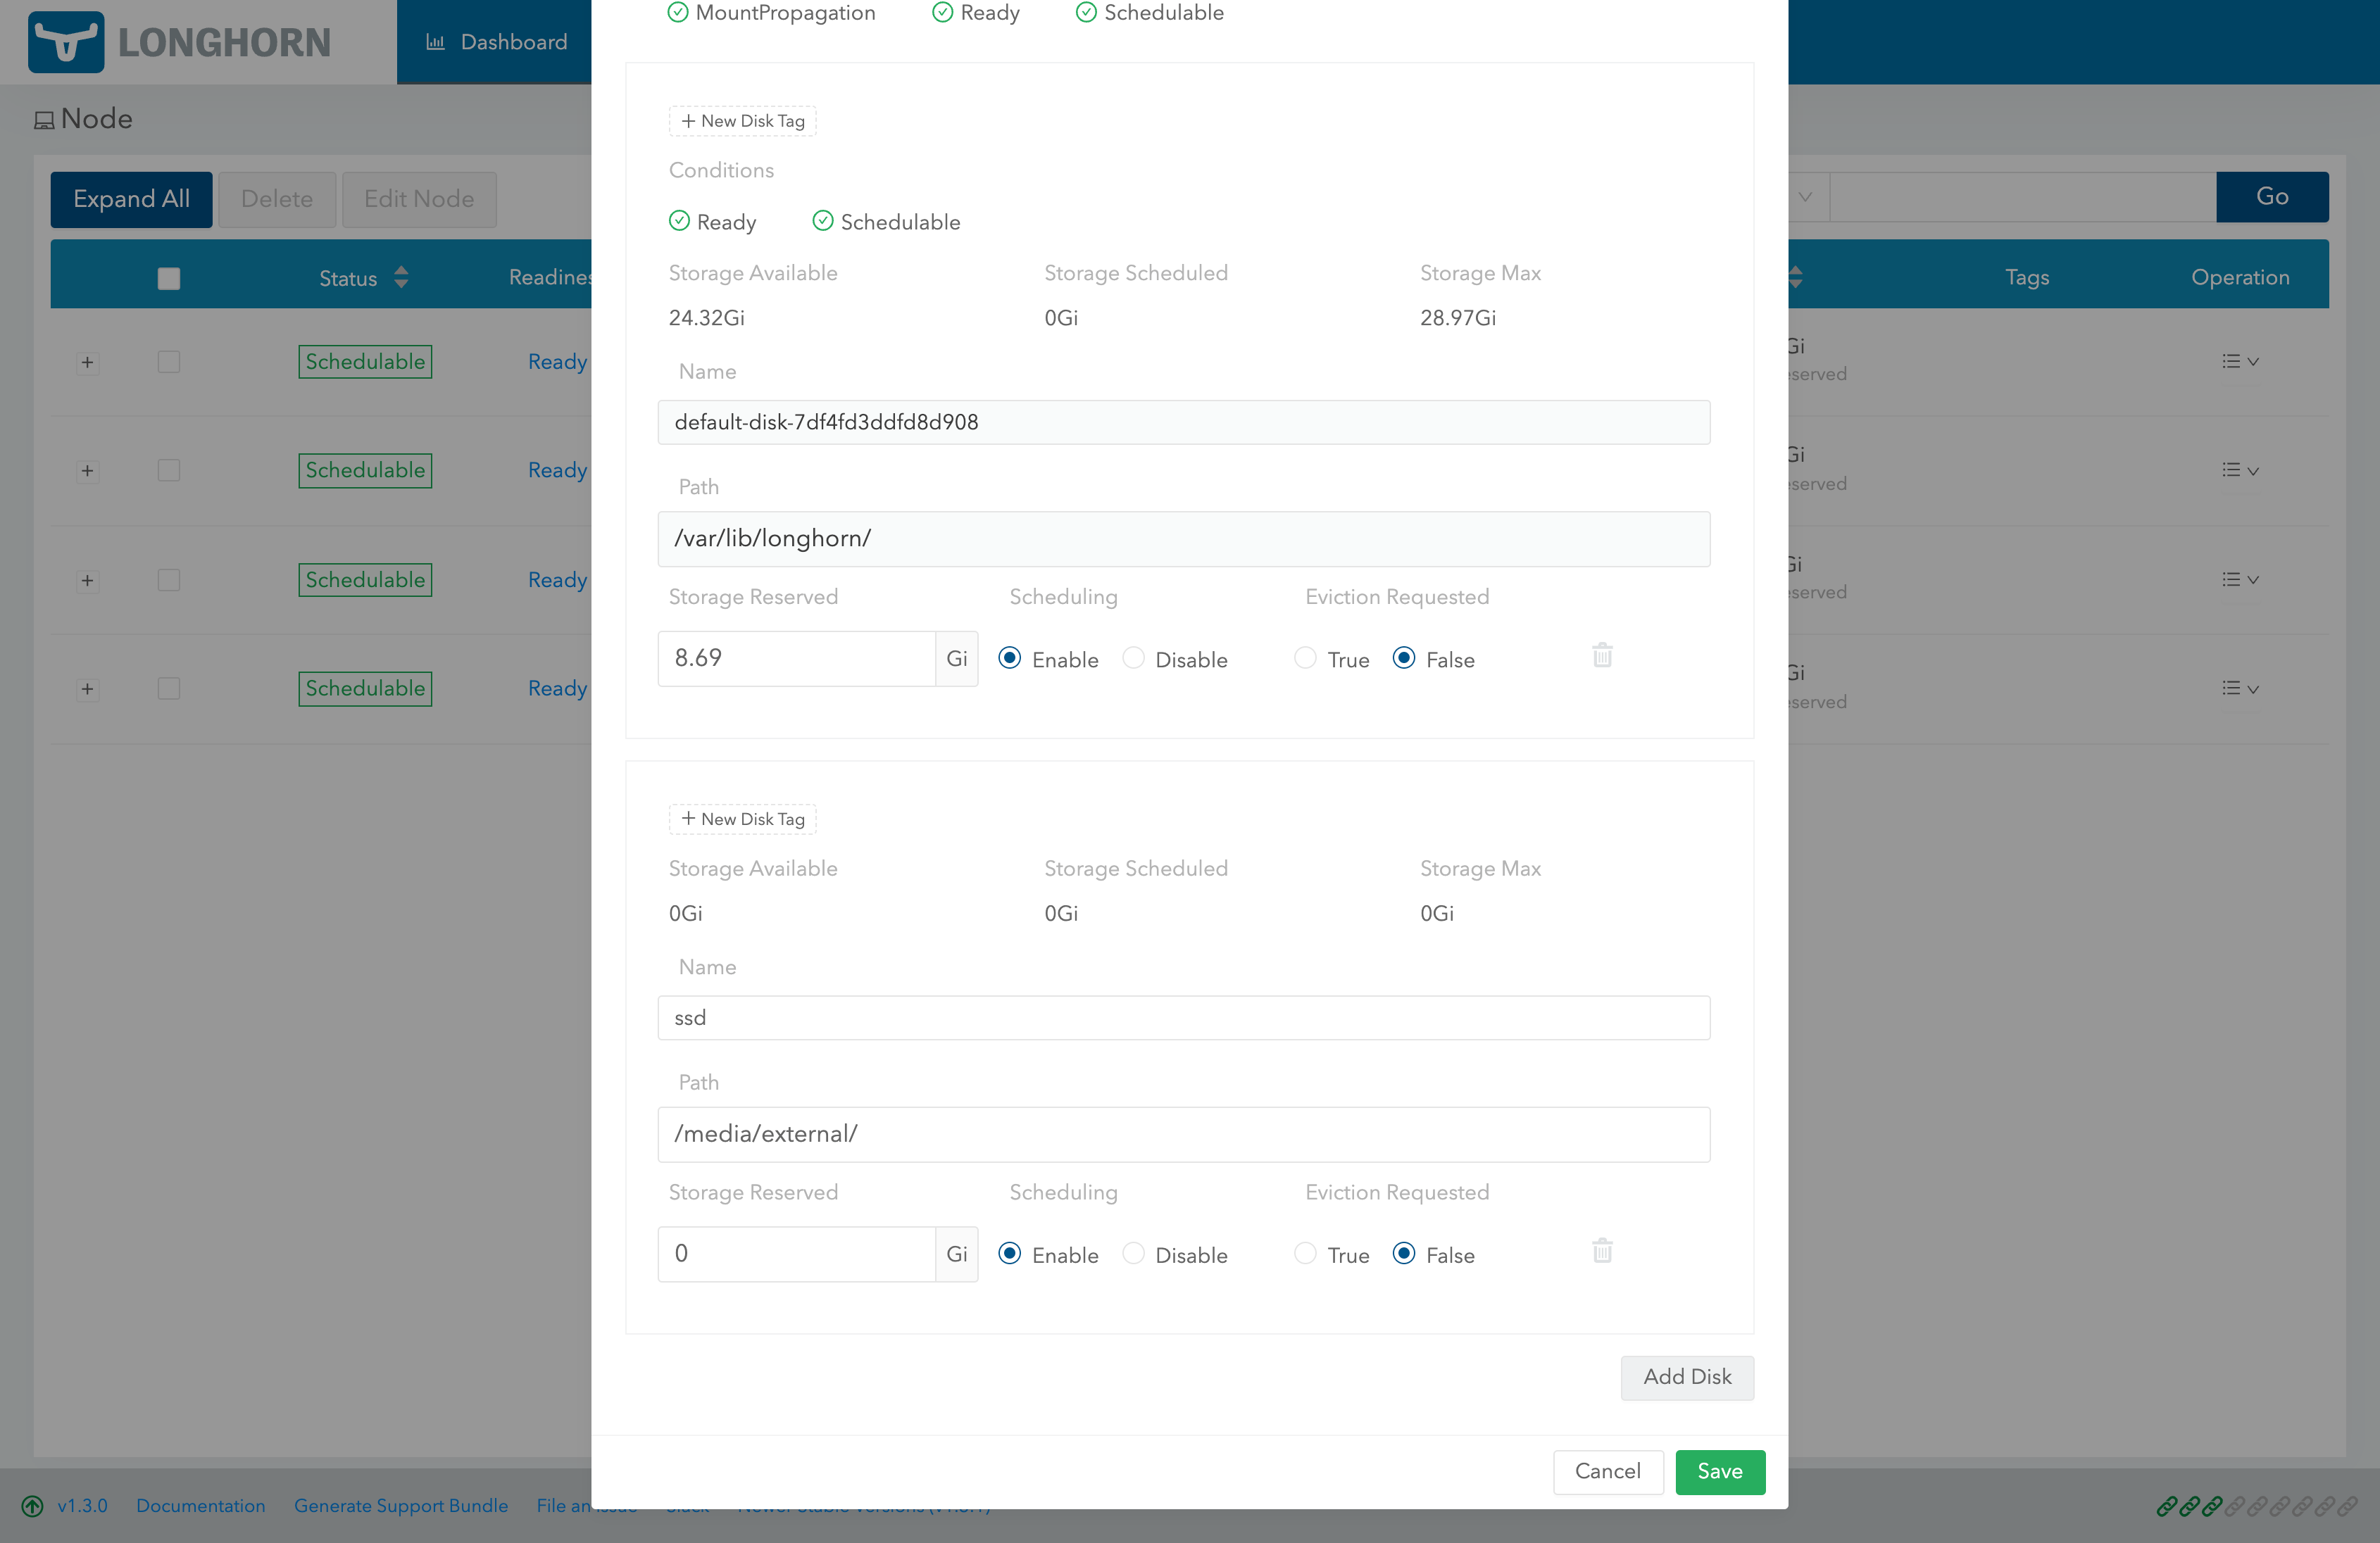 MountPropagation Ready Schedulable
LONGHORN Dashboard
Node
+ New Disk Tag
Conditions
Expand All Delete Edit Node Go
Ready Schedulable
Status Readines Tags Operation
Storage Available Storage Scheduled Storage Max
24.32Gi 0Gi 28.97Gi
Schedulable Ready Gi
served
Name
default-disk-7df4fd3ddfd8d908
Schedulable Ready Gi
served
Path
/var/lib/longhorn/
Schedulable Ready Gi
served
Storage Reserved Scheduling Eviction Requested
8.69 Gi Enable Disable True False
Schedulable Ready Gi
served
+ New Disk Tag
Storage Available Storage Scheduled Storage Max
0Gi 0Gi 0Gi
Name
ssd
Path
/media/external/
Storage Reserved Scheduling Eviction Requested
0 Gi Enable Disable True False
Add Disk
Cancel Save
v1.3.0 Documentation Generate Support Bundle File an